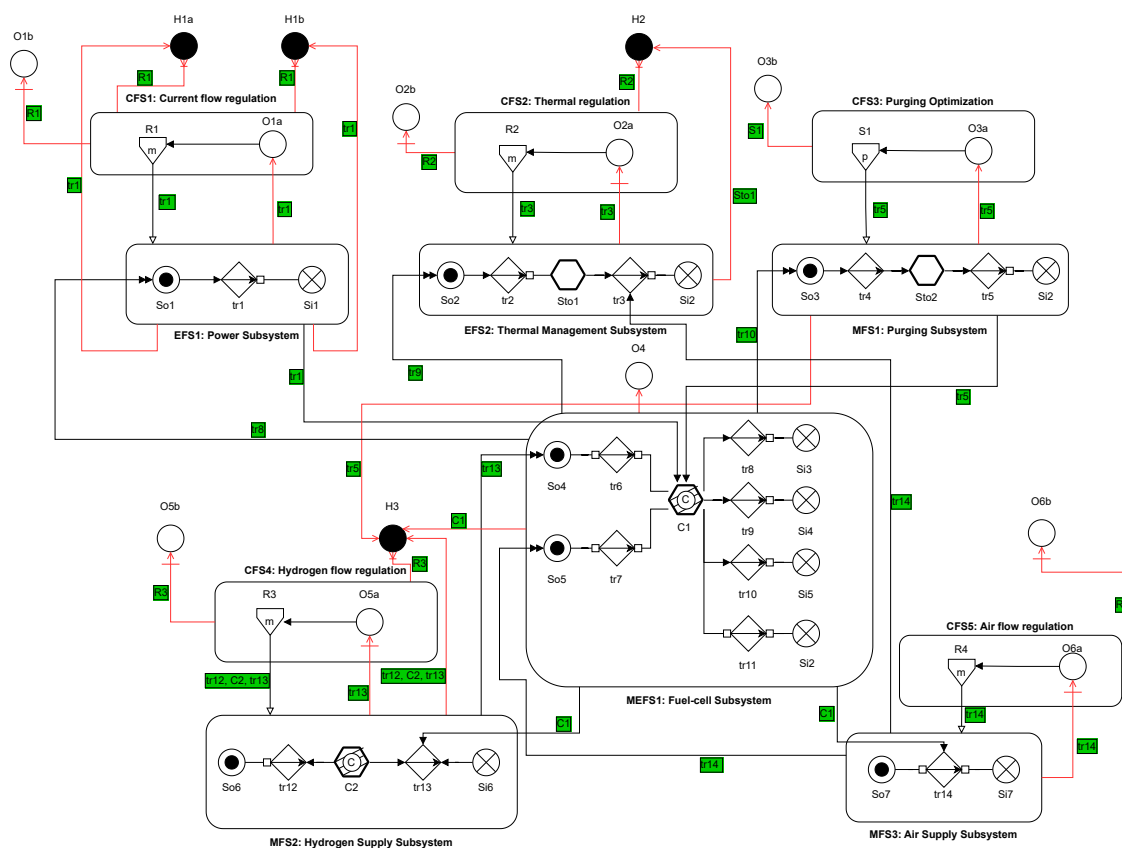 H1a
H1b
H2
O1b
O3b
O2b
R1
R1
R2
CFS1: Current flow regulation
CFS2: Thermal regulation
CFS3: Purging Optimization
R1
R1
m
O1a
tr1
R2
R2
m
O2a
S1
S1
p
O3a
tr1
tr1
tr1
tr3
tr3
Sto1
tr5
tr5
So1
tr1
Si1
So2
tr2
Sto1
tr3
Si2
So3
tr4
Sto2
tr5
Si2
EFS1: Power Subsystem
EFS2: Thermal Management Subsystem
MFS1: Purging Subsystem
tr10
O4
tr1
tr9
tr5
tr8
tr5
tr13
So4
tr6
tr8
Si3
tr14
O5b
H3
C1
C
C1
tr9
Si4
O6b
So5
tr7
tr10
Si5
R3
CFS4: Hydrogen flow regulation
R3
R3
m
O5a
CFS5: Air flow regulation
R4
m
O6a
tr11
Si2
tr12, C2, tr13
tr12, C2, tr13
tr13
MEFS1: Fuel-cell Subsystem
C1
C1
tr14
tr14
tr14
So6
tr12
C
C2
tr13
Si6
So7
tr14
Si7
MFS2: Hydrogen Supply Subsystem
MFS3: Air Supply Subsystem